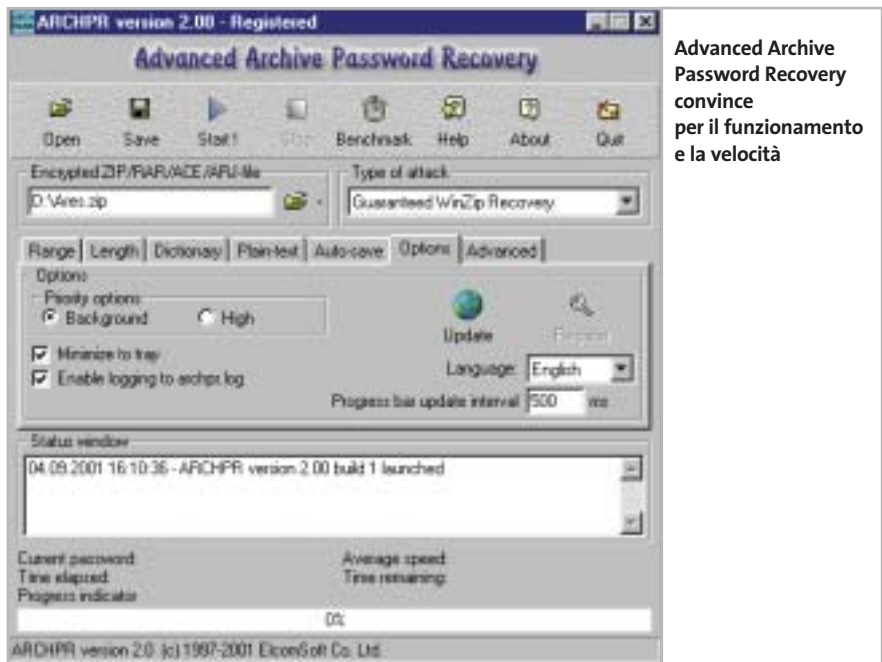 ARCHPR version 2.00 - Registered
Advanced Archive Password Recovery
Open Save Start! Stop Benchmark Help About Quit
Encrypted ZIP/RAR/ACE/ARJ-file
Type of attack
D:\Ares.zip
Guaranteed WinZip Recovery
Range Length Dictionary Plain-text Auto-save Options Advanced
Options
Priority options
Background High
Update Register
Minimize to tray
Language: English
Enable logging to archpr.log
Progress bar update interval 500 ms
Status window
04.09.2001 16:10:36 - ARCHPR version 2.00 build 1 launched
Current password:
Average speed:
Time elapsed:
Time remaining:
Progress indicator
0%
ARCHPR version 2.0 (c) 1997-2001 ElcomSoft Co. Ltd.
Advanced Archive
Password Recovery
convince
per il funzionamento
e la velocità